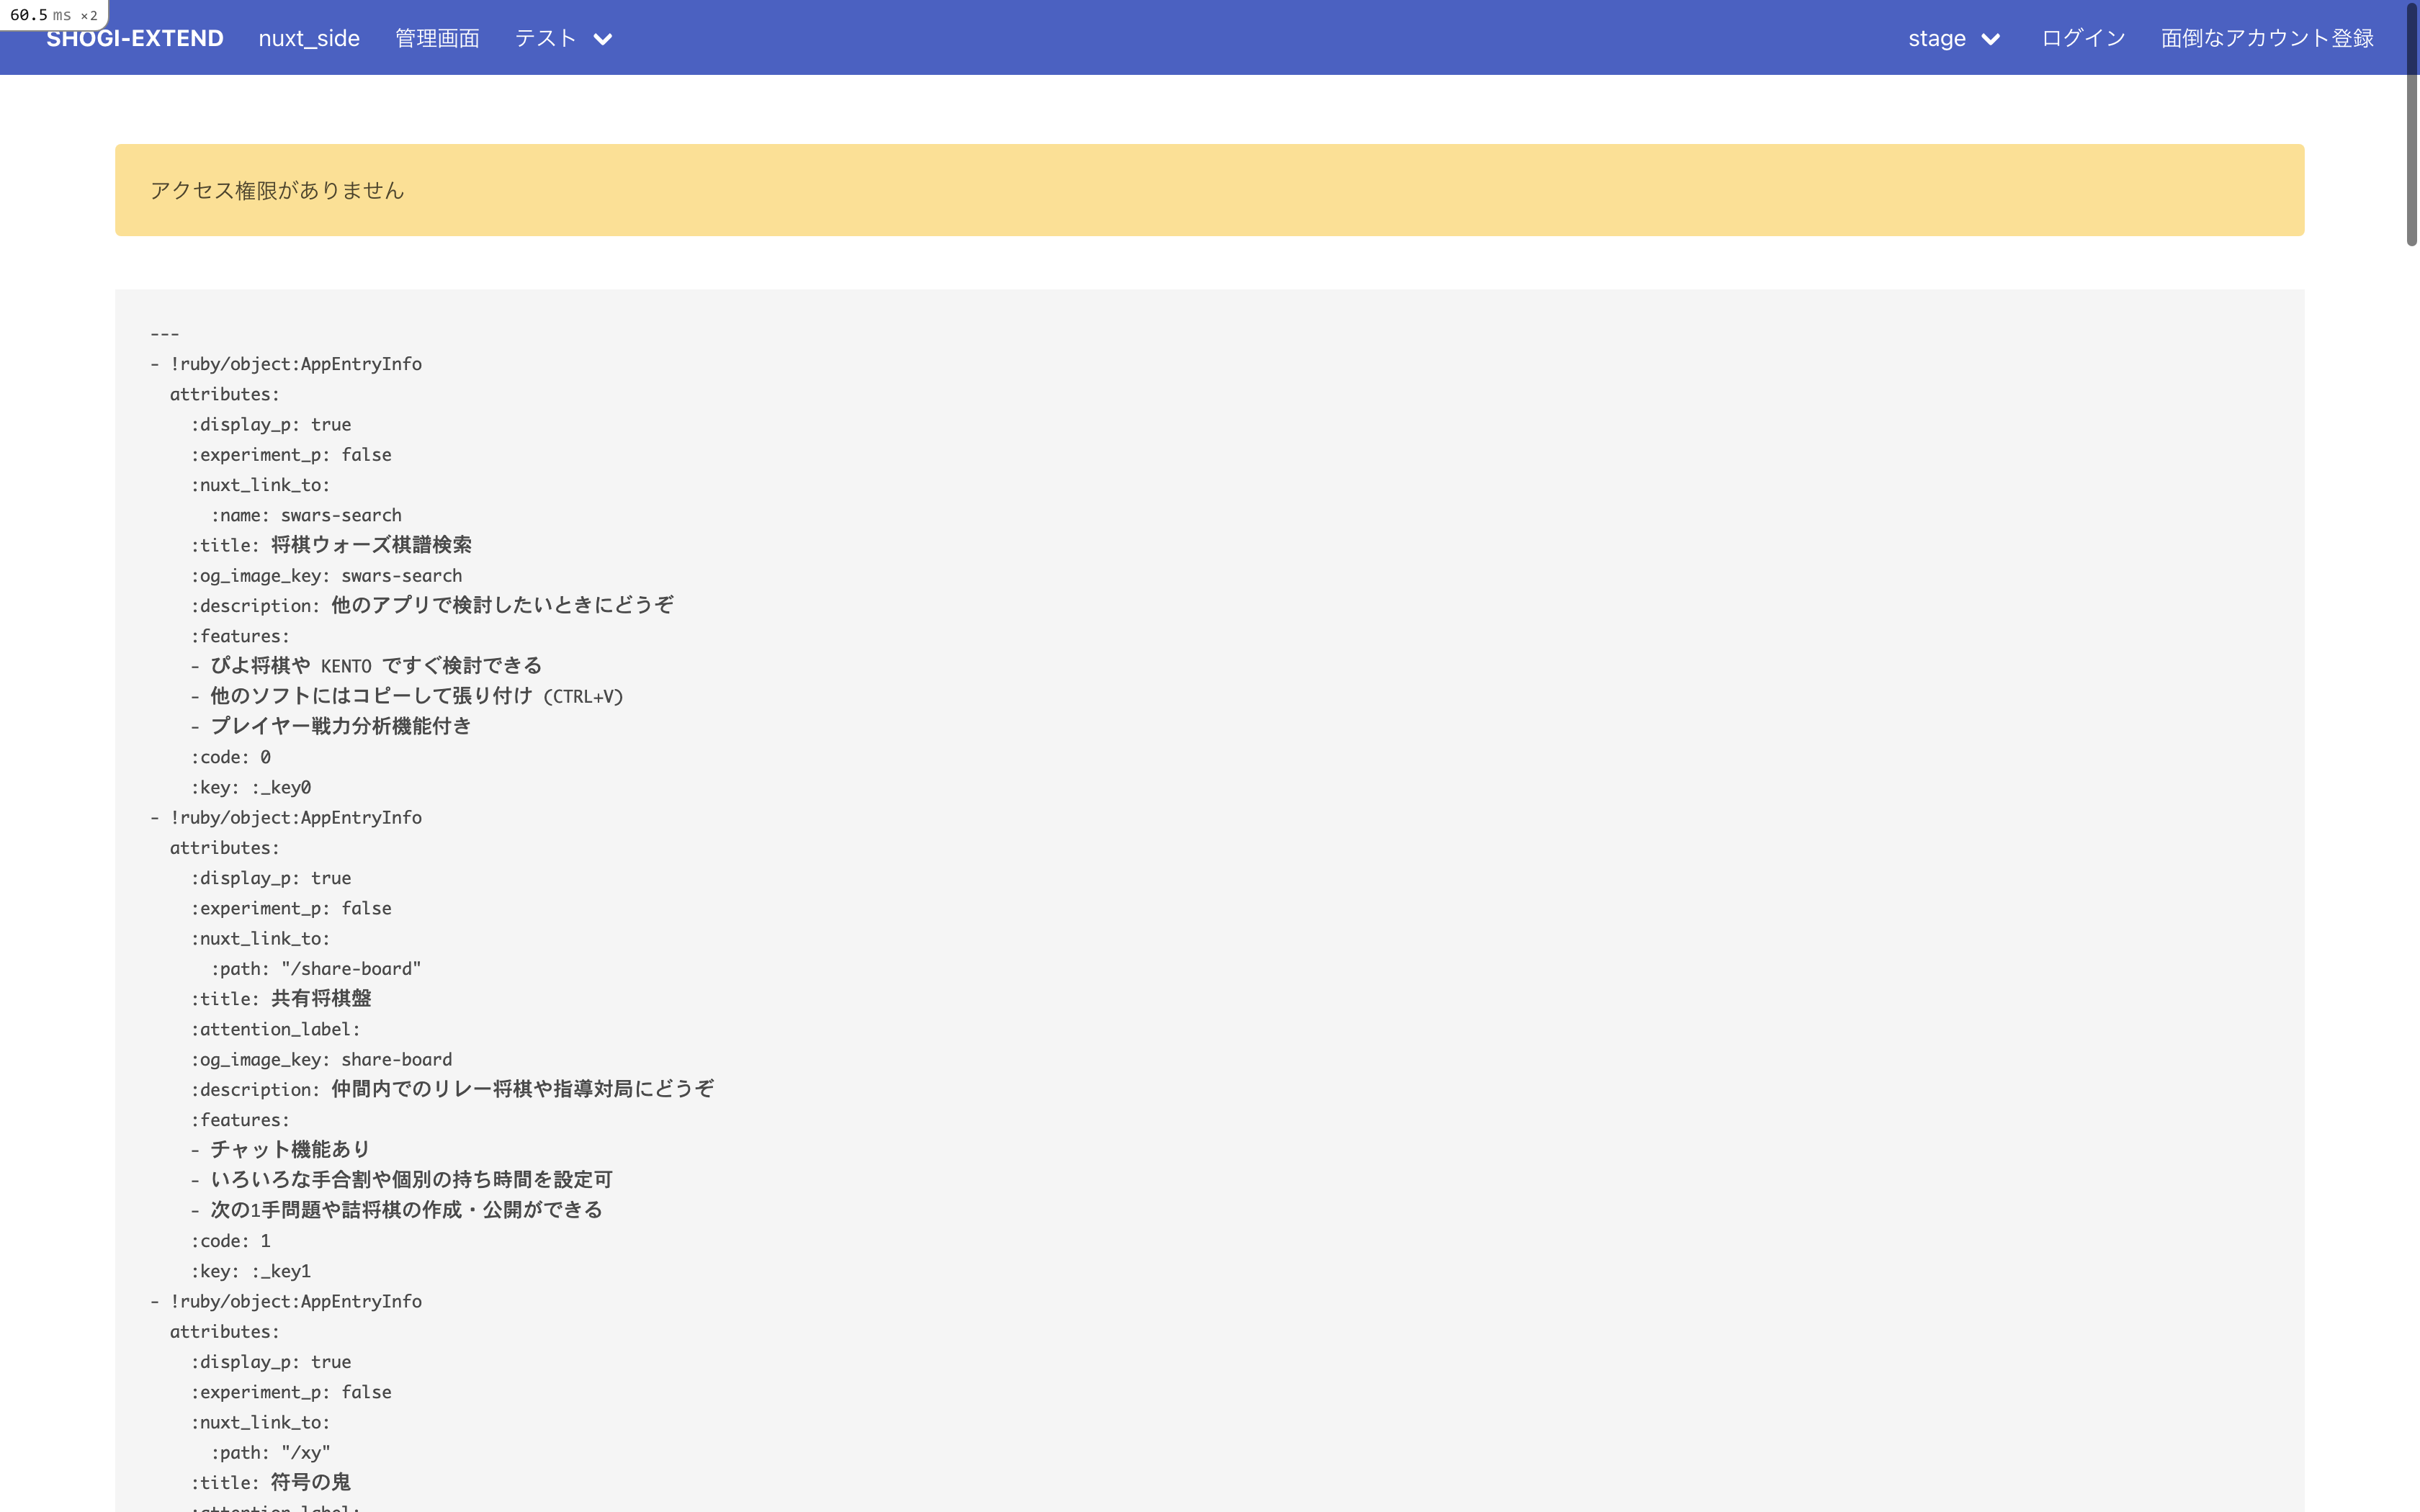 60.5 ms ×2
SHOGI-EXTEND nuxt_side 管理画面 テスト stage ログイン 面倒なアカウント登録
アクセス権限がありません
---
- !ruby/object:AppEntryInfo
  attributes:
    :display_p: true
    :experiment_p: false
    :nuxt_link_to:
      :name: swars-search
    :title: 将棋ウォーズ棋譜検索
    :og_image_key: swars-search
    :description: 他のアプリで検討したいときにどうぞ
    :features:
    - ぴよ将棋や KENTO ですぐ検討できる
    - 他のソフトにはコピーして張り付け (CTRL+V)
    - プレイヤー戦力分析機能付き
    :code: 0
    :key: :_key0
- !ruby/object:AppEntryInfo
  attributes:
    :display_p: true
    :experiment_p: false
    :nuxt_link_to:
      :path: "/share-board"
    :title: 共有将棋盤
    :attention_label:
    :og_image_key: share-board
    :description: 仲間内でのリレー将棋や指導対局にどうぞ
    :features:
    - チャット機能あり
    - いろいろな手合割や個別の持ち時間を設定可
    - 次の1手問題や詰将棋の作成・公開ができる
    :code: 1
    :key: :_key1
- !ruby/object:AppEntryInfo
  attributes:
    :display_p: true
    :experiment_p: false
    :nuxt_link_to:
      :path: "/xy"
    :title: 符号の鬼
    :attention_label: